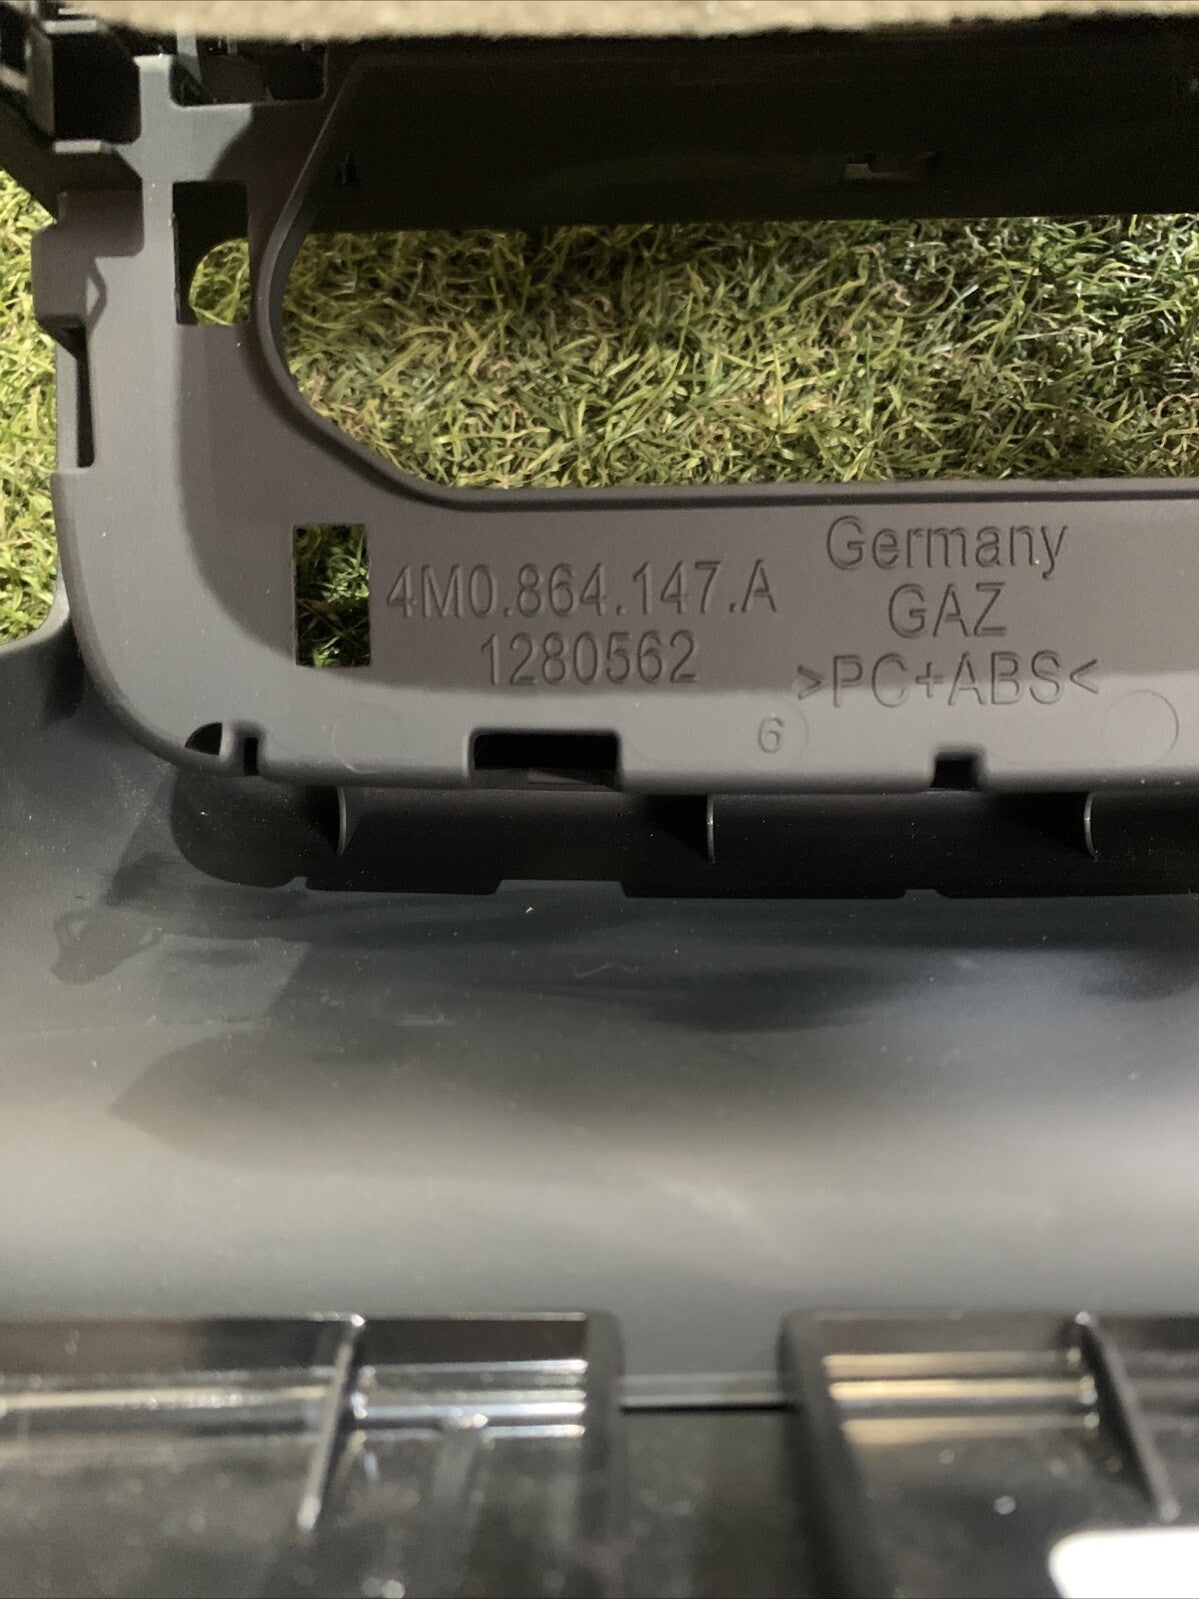 4M0.864.147.A
1280562
Germany
GAZ
>PC+ABS<
6